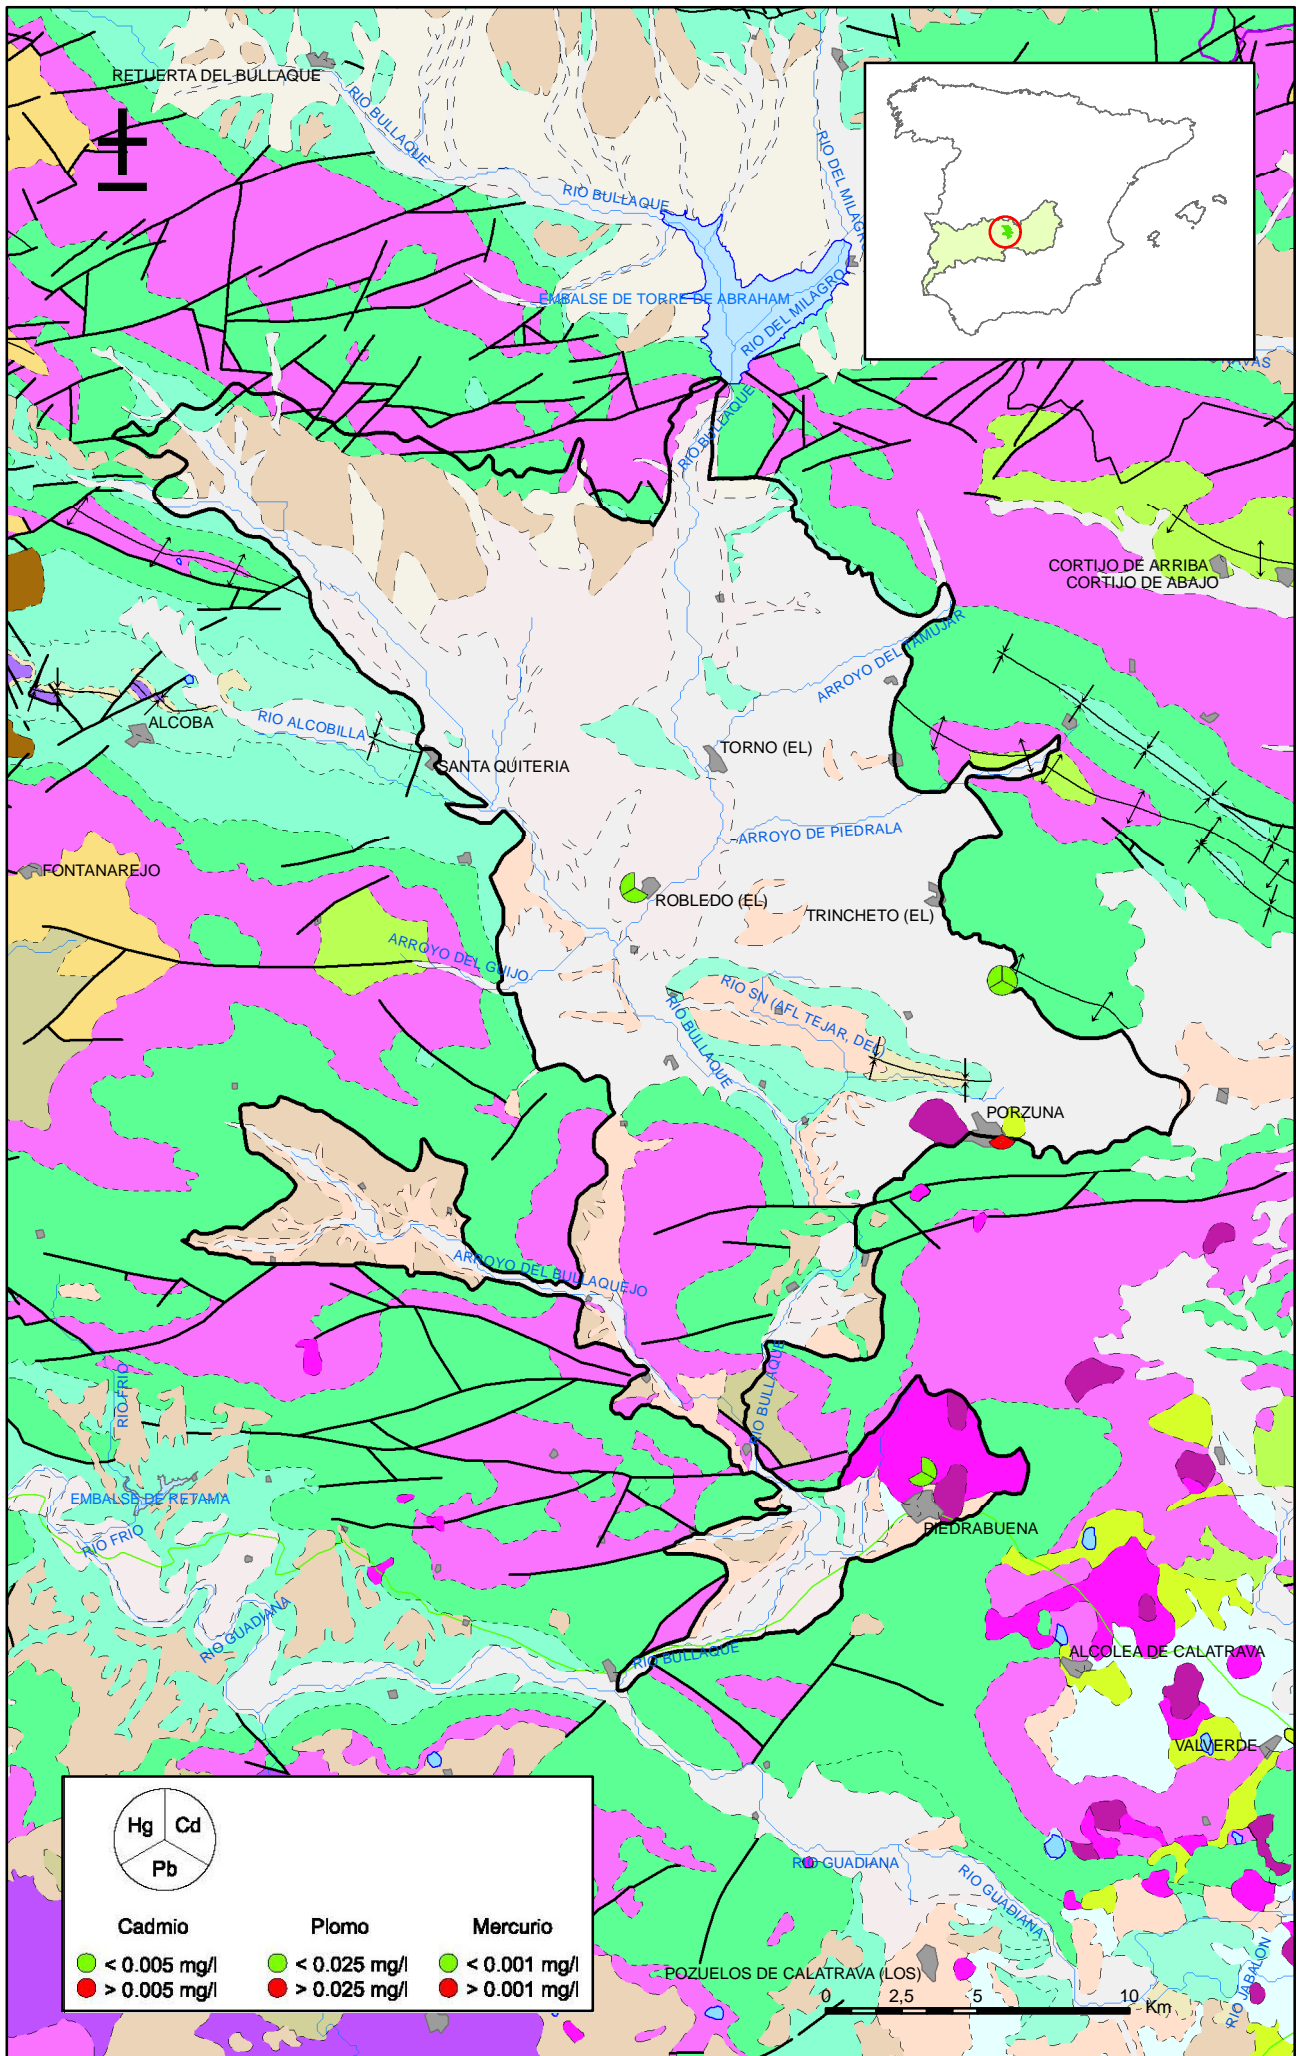 RETUERTA DEL BULLAQUE
RIO BULLAQUE
RIO BULLAQUE
RIO DEL MILAGRO
EMBALSE DE TORRE DE ABRAHAM
RIO DEL MILAGRO
RIO BULLAQUE
CORTIJO DE ARRIBA
CORTIJO DE ABAJO
ARROYO DEL TAMUJAR
ALCOBA
RIO ALCOBILLA
SANTA QUITERIA
TORNO (EL)
ARROYO DE PIEDRALA
FONTANAREJO
ROBLEDO (EL)
TRINCHETO (EL)
ARROYO DEL GUIJO
RIO SN (AFL TEJAR, DEL)
RIO BULLAQUE
PORZUNA
ARROYO DEL BULLAQUEJO
RIO FRIO
RIO BULLAQUE
EMBALSE DE RETAMA
RIO FRIO
PIEDRABUENA
RIO GUADIANA
RIO BULLAQUE
ALCOLEA DE CALATRAVA
VALVERDE
RIO GUADIANA
RIO GUADIANA
POZUELOS DE CALATRAVA (LOS)
RIO JABALON
0 2,5 5 10 Km
Hg Cd
Pb
Cadmio Plomo Mercurio
< 0.005 mg/l < 0.025 mg/l < 0.001 mg/l
> 0.005 mg/l > 0.025 mg/l > 0.001 mg/l